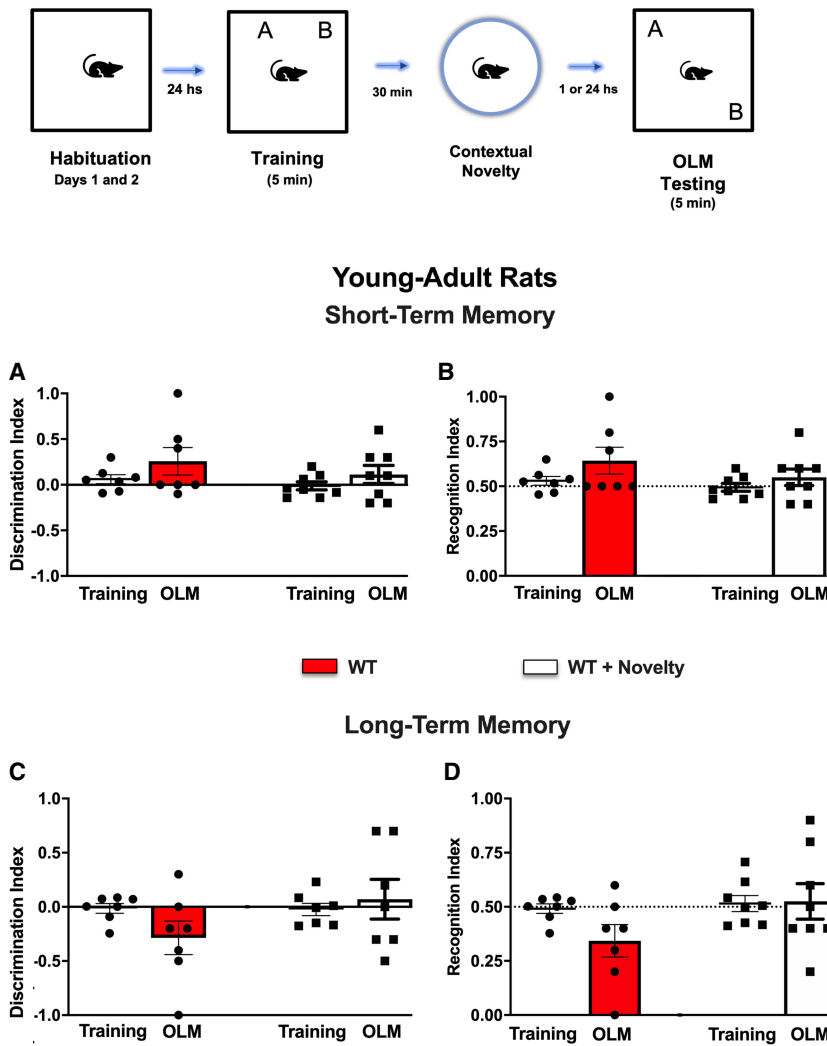 A B
A
B
24 hs
30 min
1 or 24 hs
Habituation
Days 1 and 2
Training
(5 min)
Contextual
Novelty
OLM
Testing
(5 min)
Young-Adult Rats
Short-Term Memory
A
Discrimination Index
1.0
0.5
0.0
-0.5
-1.0
Training OLM Training OLM
B
Recognition Index
1.00
0.75
0.50
0.25
0.00
Training OLM Training OLM
WT WT + Novelty
Long-Term Memory
C
Discrimination Index
1.0
0.5
0.0
-0.5
-1.0
Training OLM Training OLM
D
Recognition Index
1.00
0.75
0.50
0.25
0.00
Training OLM Training OLM